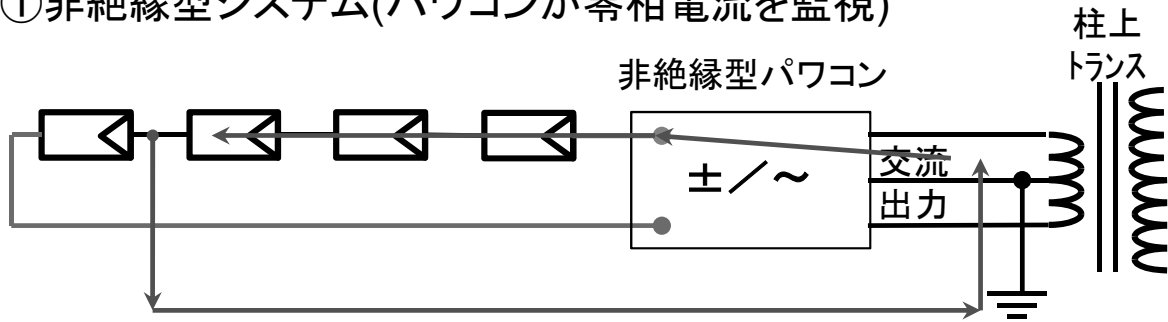 ①非絶縁型システム(パワコンが零相電流を監視)
柱上
トランス
非絶縁型パワコン
±／～
交流
出力